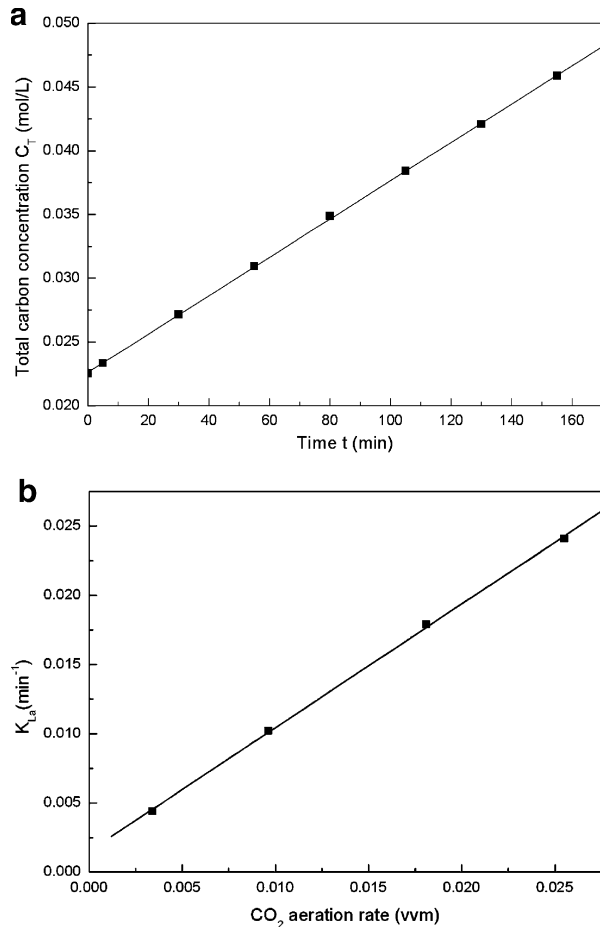 a
Total carbon concentration C_T (mol/L)
0.050
0.045
0.040
0.035
0.030
0.025
0.020
0 20 40 60 80 100 120 140 160
Time t (min)
b
K_La(min⁻¹)
0.025
0.020
0.015
0.010
0.005
0.000
0.000 0.005 0.010 0.015 0.020 0.025
CO₂ aeration rate (vvm)